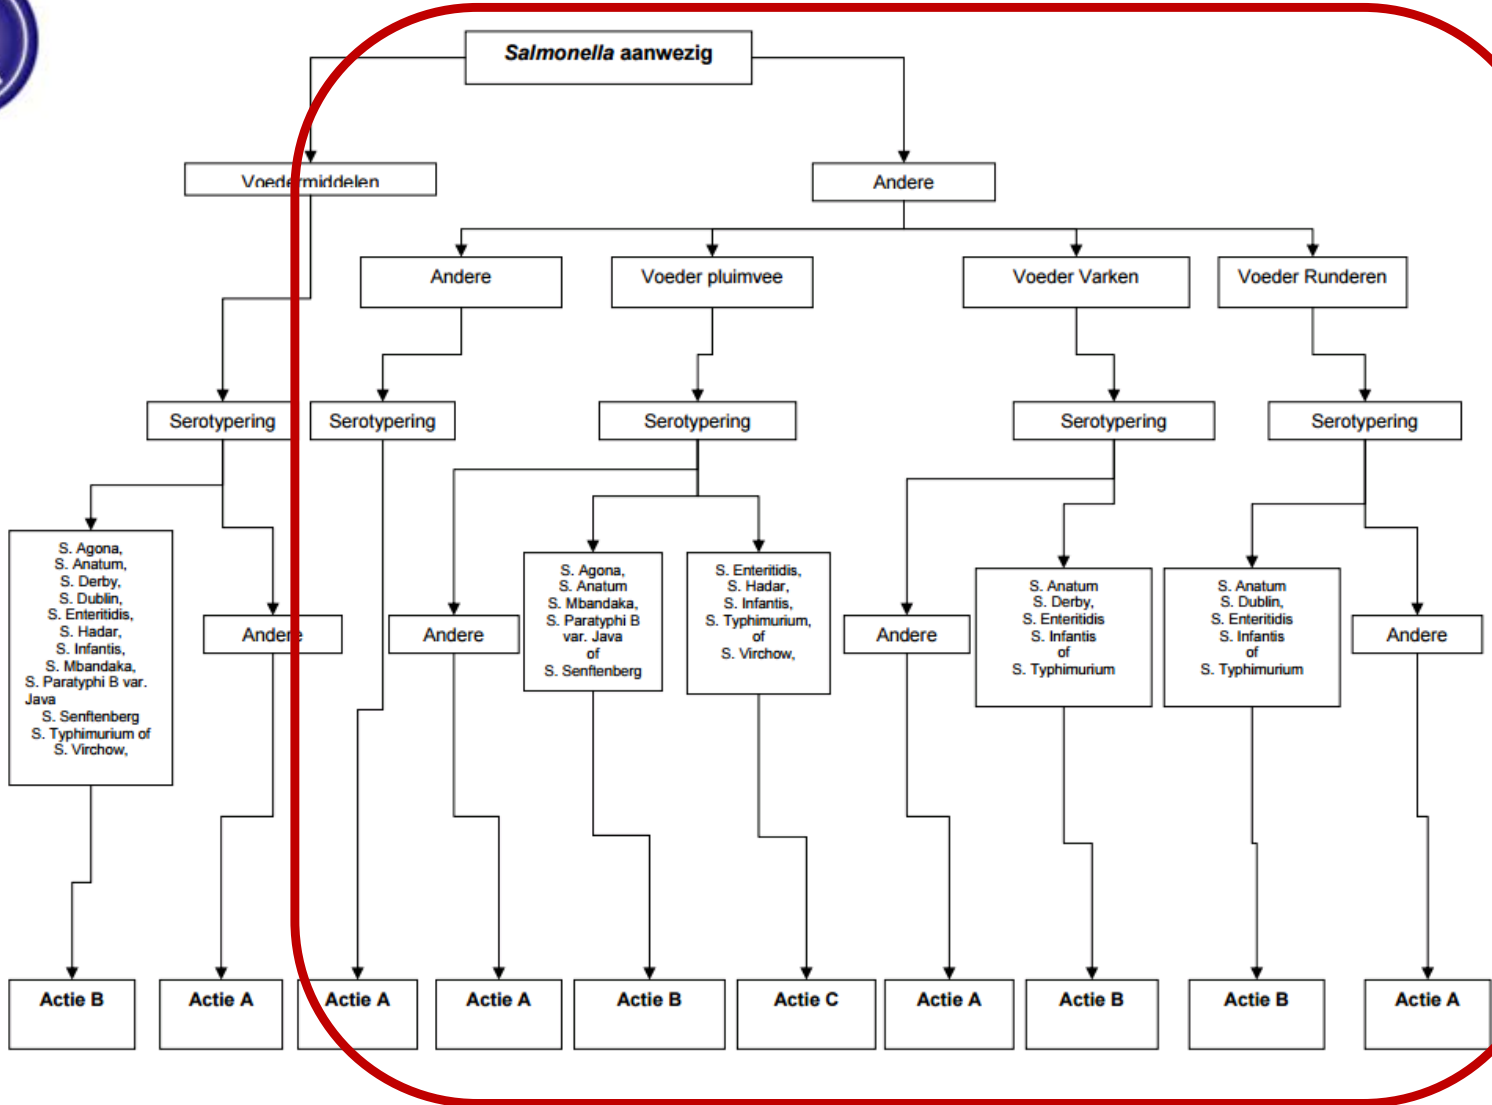 Salmonella aanwezig
Voedermiddelen
Andere
Andere
Voeder pluimvee
Voeder Varken
Voeder Runderen
Serotypering
Serotypering
Serotypering
Serotypering
Serotypering
S. Agona,
S. Anatum,
S. Derby,
S. Dublin,
S. Enteritidis,
S. Hadar,
S. Infantis,
S. Mbandaka,
S. Paratyphi B var.
Java
S. Senftenberg
S. Typhimurium of
S. Virchow,
Andere
Andere
S. Agona,
S. Anatum
S. Mbandaka,
S. Paratyphi B
var. Java
of
S. Senftenberg
S. Enteritidis,
S. Hadar,
S. Infantis,
S. Typhimurium,
of
S. Virchow,
Andere
S. Anatum
S. Derby,
S. Enteritidis
S. Infantis
of
S. Typhimurium
S. Anatum
S. Dublin,
S. Enteritidis
S. Infantis
of
S. Typhimurium
Andere
Actie B
Actie A
Actie A
Actie A
Actie B
Actie C
Actie A
Actie B
Actie B
Actie A